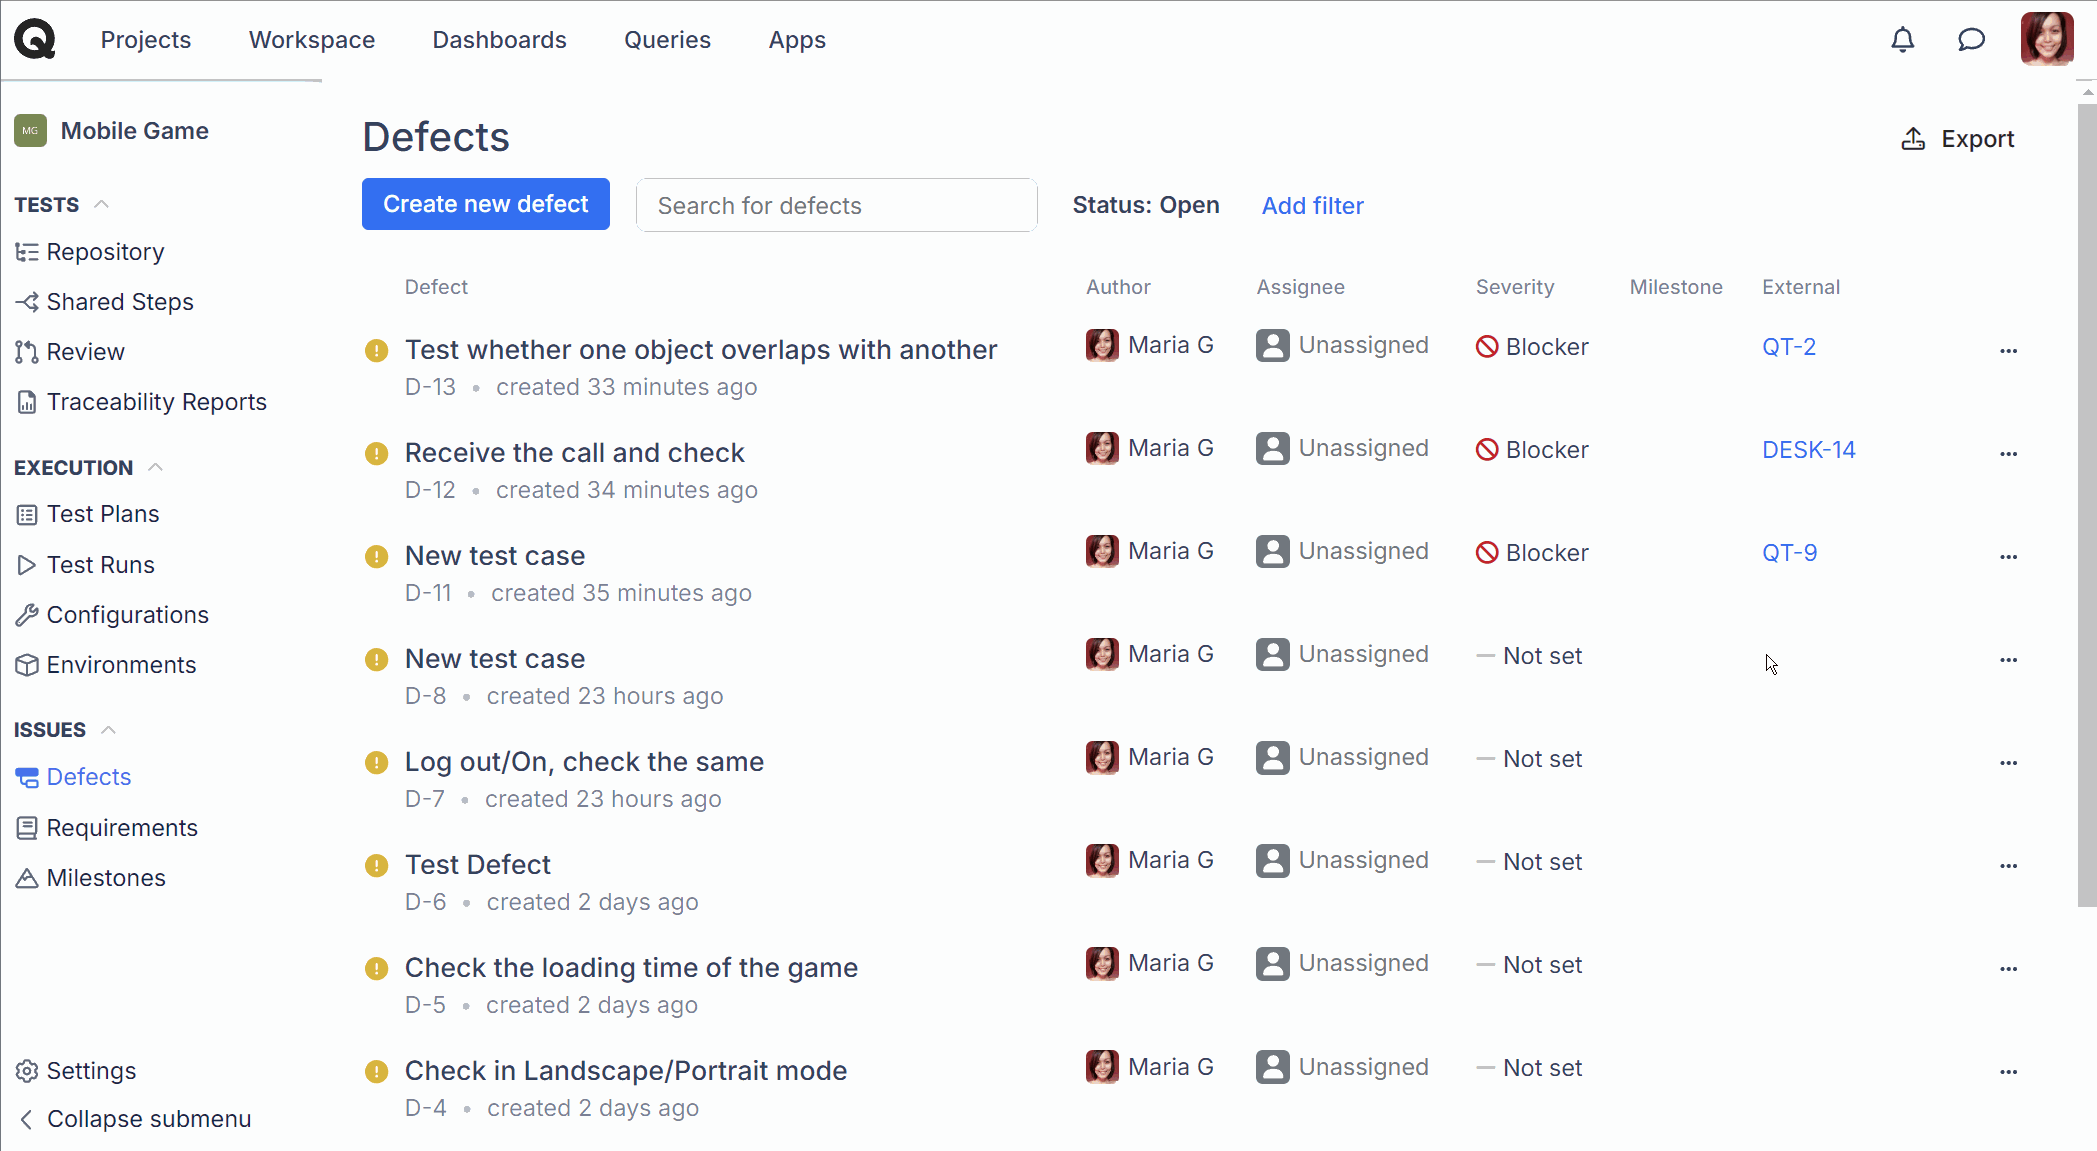 Projects Workspace Dashboards Queries Apps
MG Mobile Game
TESTS
Repository
Shared Steps
Review
Traceability Reports
EXECUTION
Test Plans
Test Runs
Configurations
Environments
ISSUES
Defects
Requirements
Milestones
Settings
Collapse submenu
Defects
Export
Create new defect Search for defects Status: Open Add filter
Defect Author Assignee Severity Milestone External
Test whether one object overlaps with another Maria G Unassigned Blocker QT-2 ...
D-13 • created 33 minutes ago
Receive the call and check Maria G Unassigned Blocker DESK-14 ...
D-12 • created 34 minutes ago
New test case Maria G Unassigned Blocker QT-9 ...
D-11 • created 35 minutes ago
New test case Maria G Unassigned — Not set ...
D-8 • created 23 hours ago
Log out/On, check the same Maria G Unassigned — Not set ...
D-7 • created 23 hours ago
Test Defect Maria G Unassigned — Not set ...
D-6 • created 2 days ago
Check the loading time of the game Maria G Unassigned — Not set ...
D-5 • created 2 days ago
Check in Landscape/Portrait mode Maria G Unassigned — Not set ...
D-4 • created 2 days ago